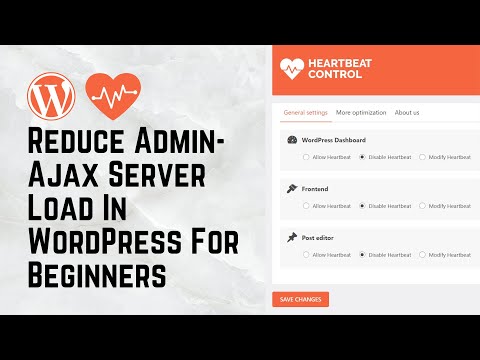 Reduce Admin-
Ajax Server
Load In
WordPress For
Beginners
HEARTBEAT
CONTROL
General settings More optimization About us
WordPress Dashboard
Allow Heartbeat Disable Heartbeat Modify Heartbeat
Frontend
Allow Heartbeat Disable Heartbeat Modify Heartbeat
Post editor
Allow Heartbeat Disable Heartbeat Modify Heartbeat
SAVE CHANGES